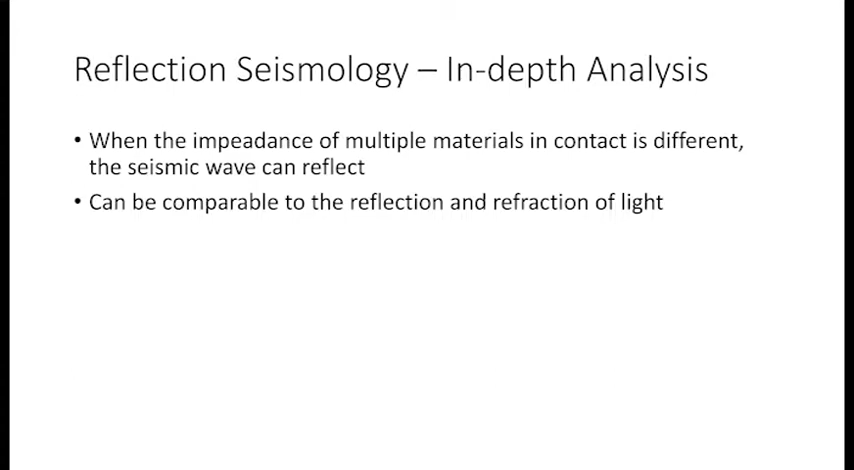 Reflection Seismology – In-depth Analysis
• When the impeadance of multiple materials in contact is different,
the seismic wave can reflect
• Can be comparable to the reflection and refraction of light